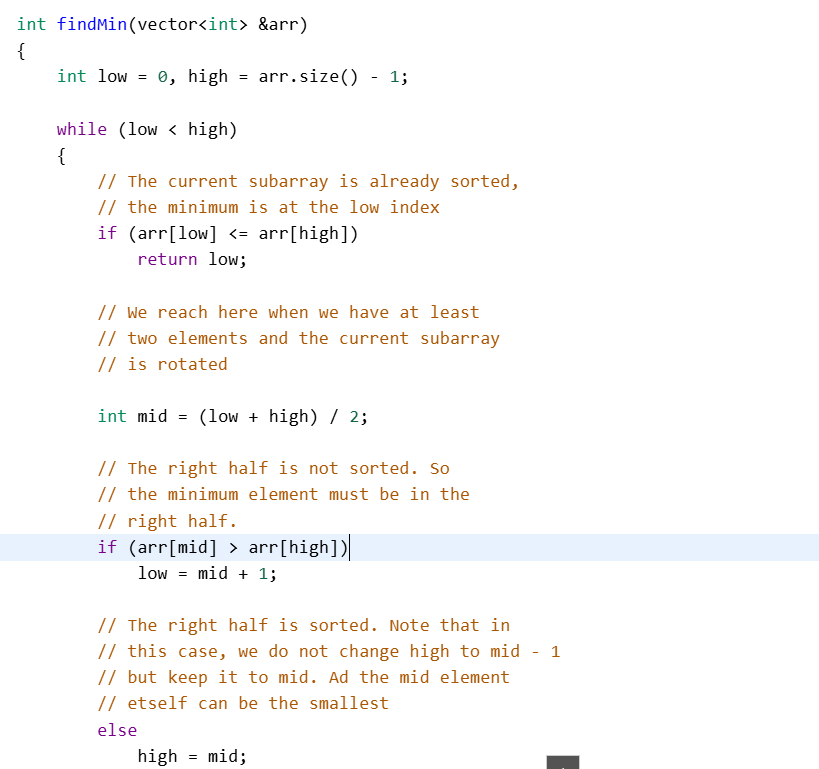 int findMin(vector<int> &arr)
{
    int low = 0, high = arr.size() - 1;

    while (low < high)
    {
        // The current subarray is already sorted,
        // the minimum is at the low index
        if (arr[low] <= arr[high])
            return low;

        // We reach here when we have at least
        // two elements and the current subarray
        // is rotated

        int mid = (low + high) / 2;

        // The right half is not sorted. So
        // the minimum element must be in the
        // right half.
        if (arr[mid] > arr[high])
            low = mid + 1;

        // The right half is sorted. Note that in
        // this case, we do not change high to mid - 1
        // but keep it to mid. Ad the mid element
        // etself can be the smallest
        else
            high = mid;